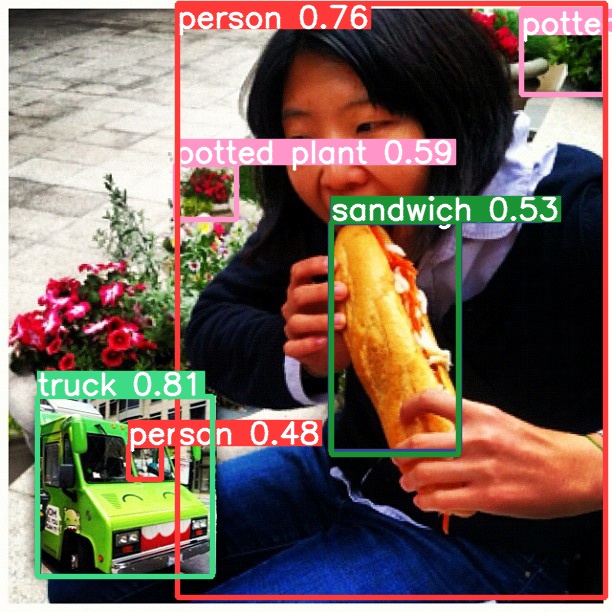 person 0.76
potte
potted plant 0.59
sandwich 0.53
truck 0.81
person 0.48